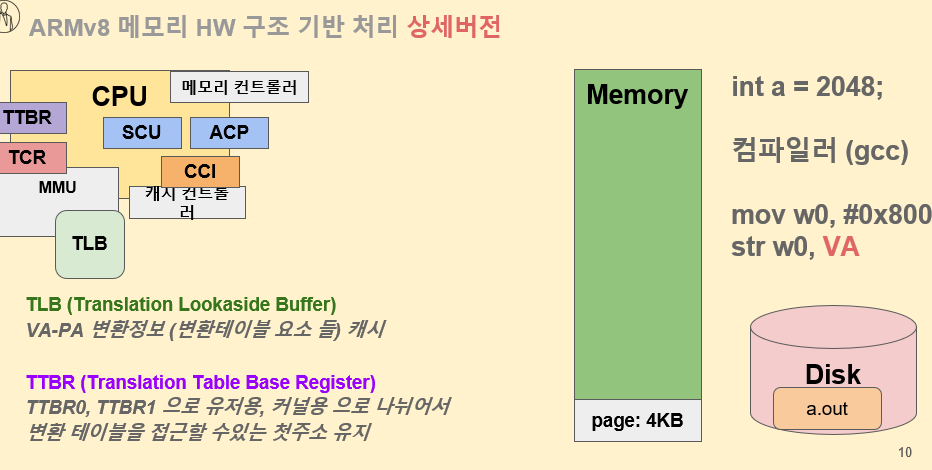 ARMv8 메모리 HW 구조 기반 처리 상세버전
CPU
메모리 컨트롤러
TTBR
SCU
ACP
TCR
CCI
MMU
캐시 컨트롤
러
TLB
TLB (Translation Lookaside Buffer)
VA-PA 변환정보 (변환테이블 요소 들) 캐시
TTBR (Translation Table Base Register)
TTBR0, TTBR1 으로 유저용, 커널용 으로 나뉘어서
변환 테이블을 접근할 수있는 첫주소 유지
Memory
page: 4KB
int a = 2048;
컴파일러 (gcc)
mov w0, #0x800
str w0, VA
Disk
a.out
10